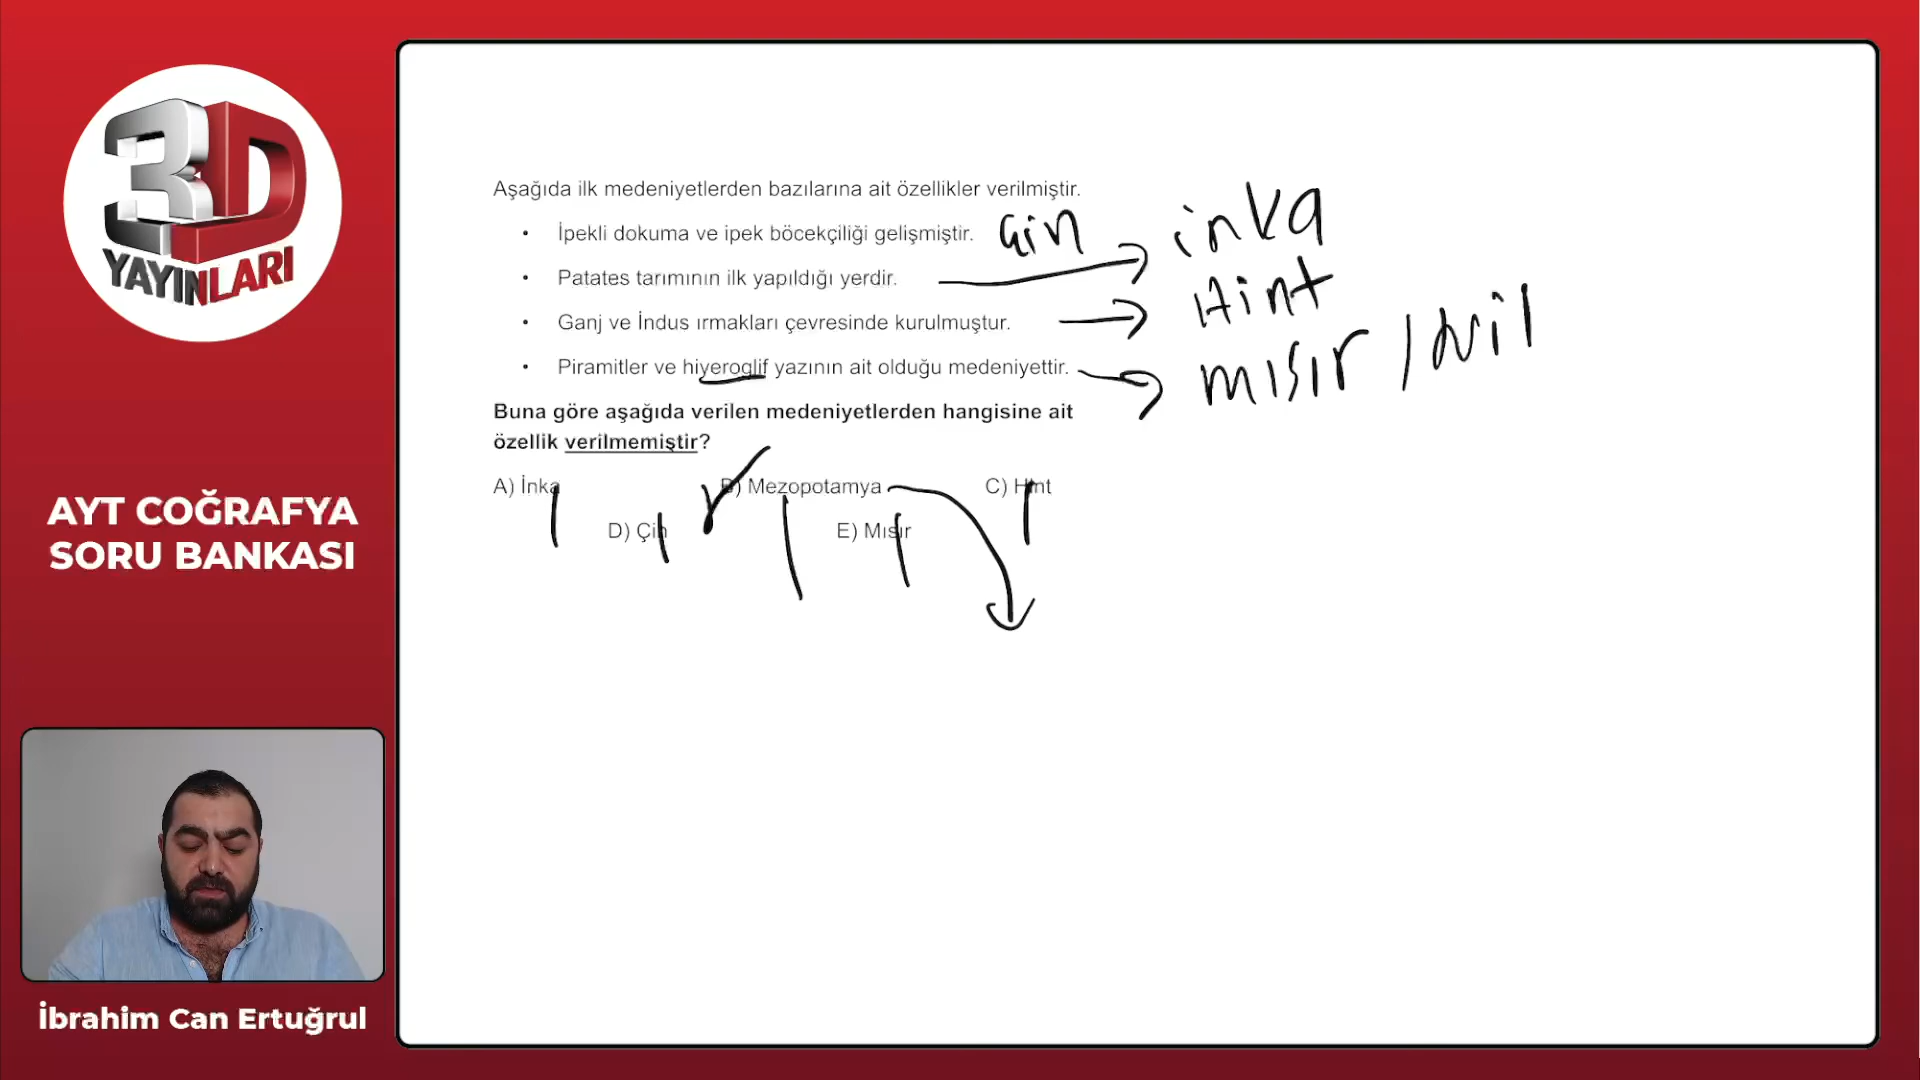 3D
YAYINLARI
AYT COĞRAFYA
SORU BANKASI
İbrahim Can Ertuğrul
Aşağıda ilk medeniyetlerden bazılarına ait özellikler verilmiştir.
• İpekli dokuma ve ipek böcekçiliği gelişmiştir. Çin
• Patates tarımının ilk yapıldığı yerdir. → inka
• Ganj ve İndus ırmakları çevresinde kurulmuştur. → Hint
• Piramitler ve hiyeroglif yazının ait olduğu medeniyettir. → mısır / Nil
Buna göre aşağıda verilen medeniyetlerden hangisine ait
özellik verilmemiştir?
A) İnka B) Mezopotamya C) Hint
D) Çin E) Mısır